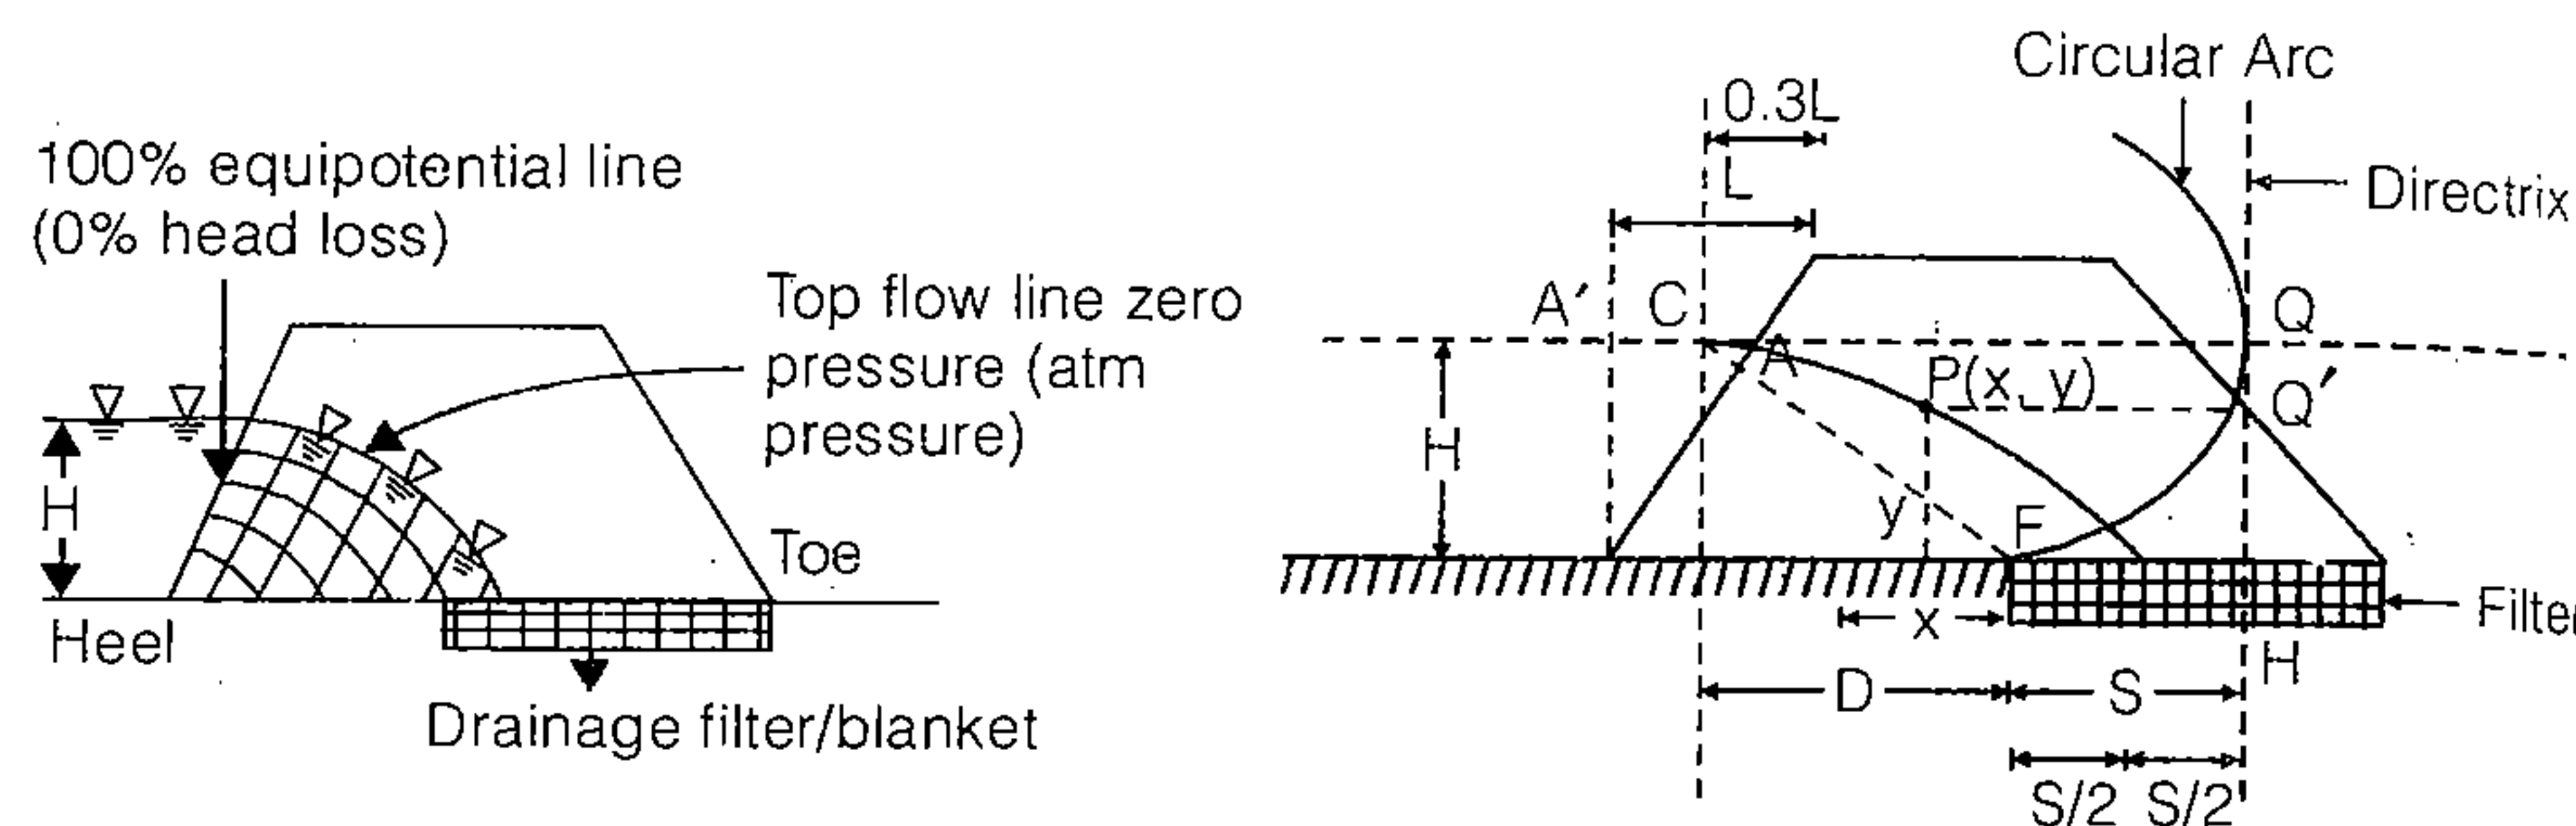 100% equipotential line
(0% head loss)
Top flow line zero
pressure (atm
pressure)
H
Heel
Toe
Drainage filter/blanket
Circular Arc
0.3L
L
Directrix
A′
C
A
Q
P(x, y)
Q′
H
y
F
x
Filter
H
D
S
S/2
S/2